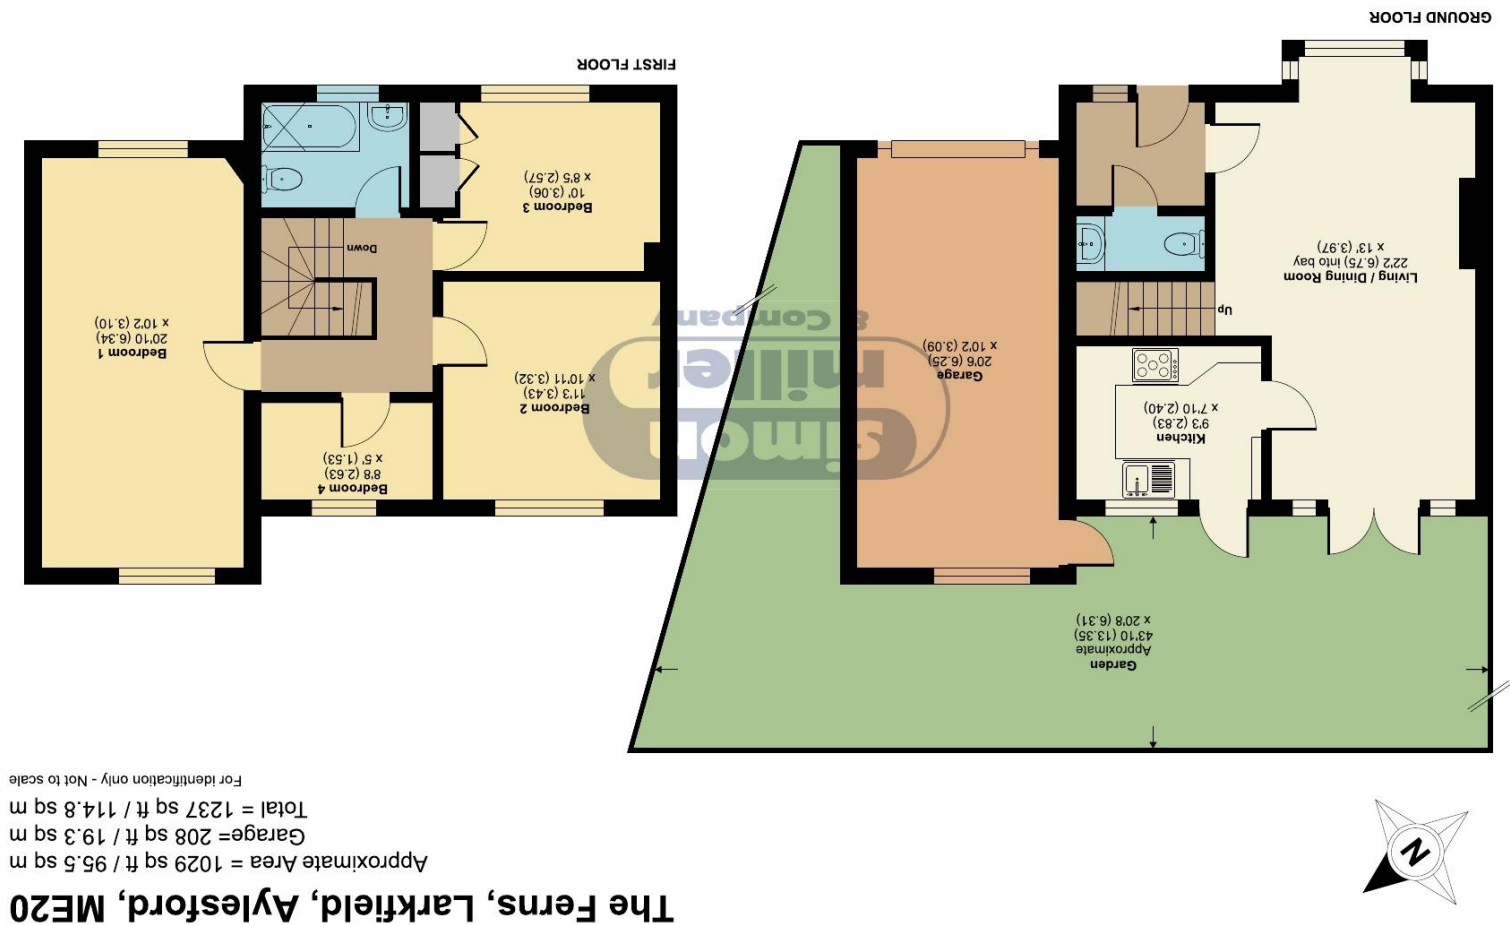 The Ferns, Larkfield, Aylesford, ME20
Approximate Area = 1029 sq ft / 95.5 sq m
Garage= 208 sq ft / 19.3 sq m
Total = 1237 sq ft / 114.8 sq m
For identification only - Not to scale
N
Garden
Approximate
43'10 (13.35)
x 20'8 (6.31)
Kitchen
9'3 (2.83)
x 7'10 (2.40)
Garage
20'6 (6.25)
x 10'2 (3.09)
Up
Living / Dining Room
22'2 (6.75) into bay
x 13' (3.97)
GROUND FLOOR
Bedroom 4
8'8 (2.63)
x 5' (1.53)
Bedroom 2
11'3 (3.43)
x 10'11 (3.32)
Bedroom 1
20'10 (6.34)
x 10'2 (3.10)
Down
Bedroom 3
10' (3.06)
x 8'5 (2.57)
FIRST FLOOR
simon
miller
& Company